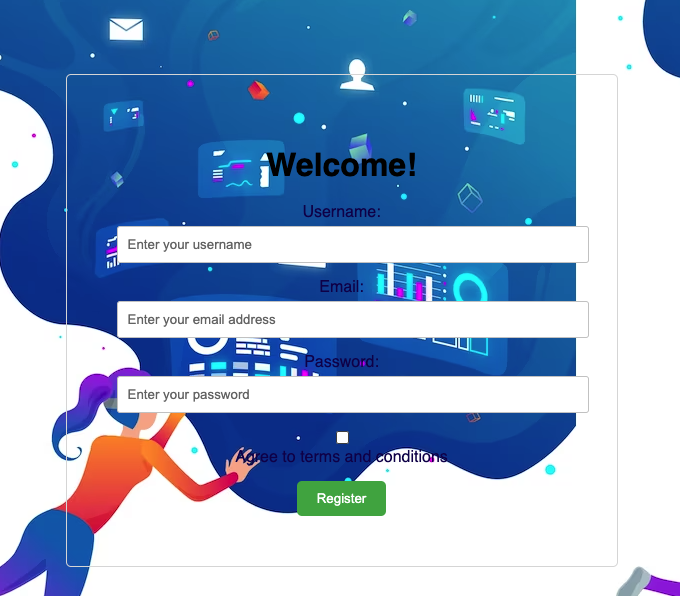 Welcome!
Username:
Enter your username
Email:
Enter your email address
Password:
Enter your password
Agree to terms and conditions
Register